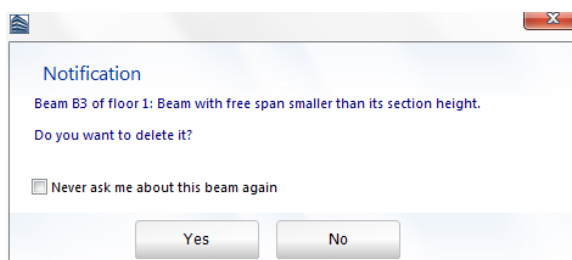 Notification
Beam B3 of floor 1: Beam with free span smaller than its section height.
Do you want to delete it?
Never ask me about this beam again
Yes No